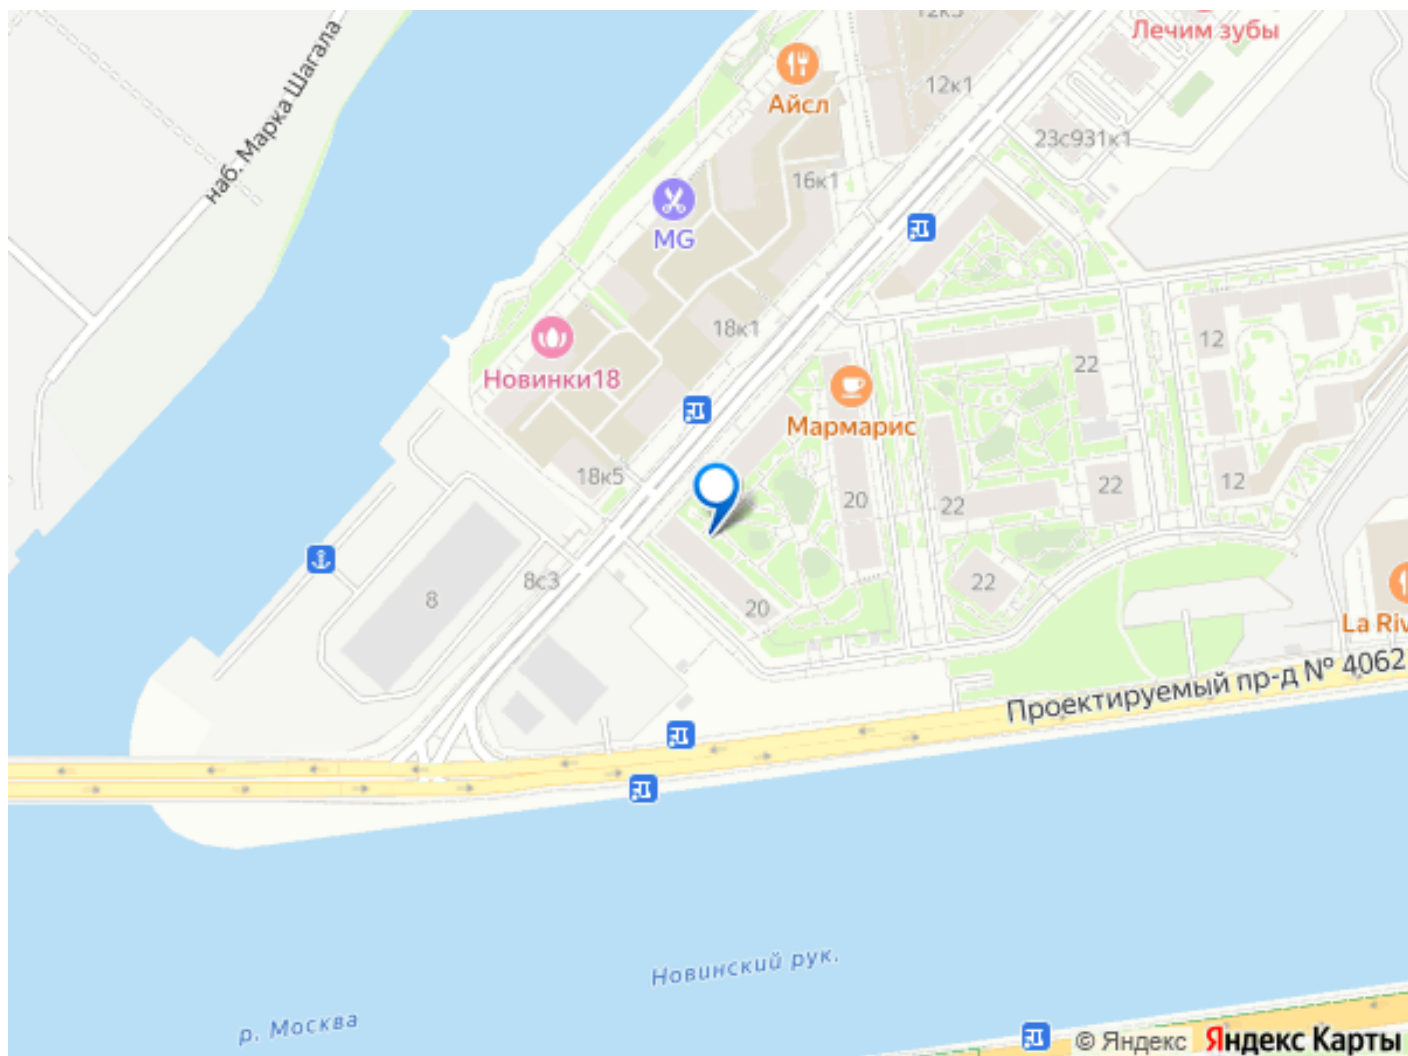 12к3
Лечим зубы
наб. Марка Шагала
Айсл
12к1
23с931к1
16к1
MG
18к1
12
22
Новинки18
Мармарис
18к5
20
22
22
12
8с3
8
20
22
La Riv
Проектируемый пр-д № 4062
Новинский рук.
р. Москва
© Яндекс Яндекс Карты